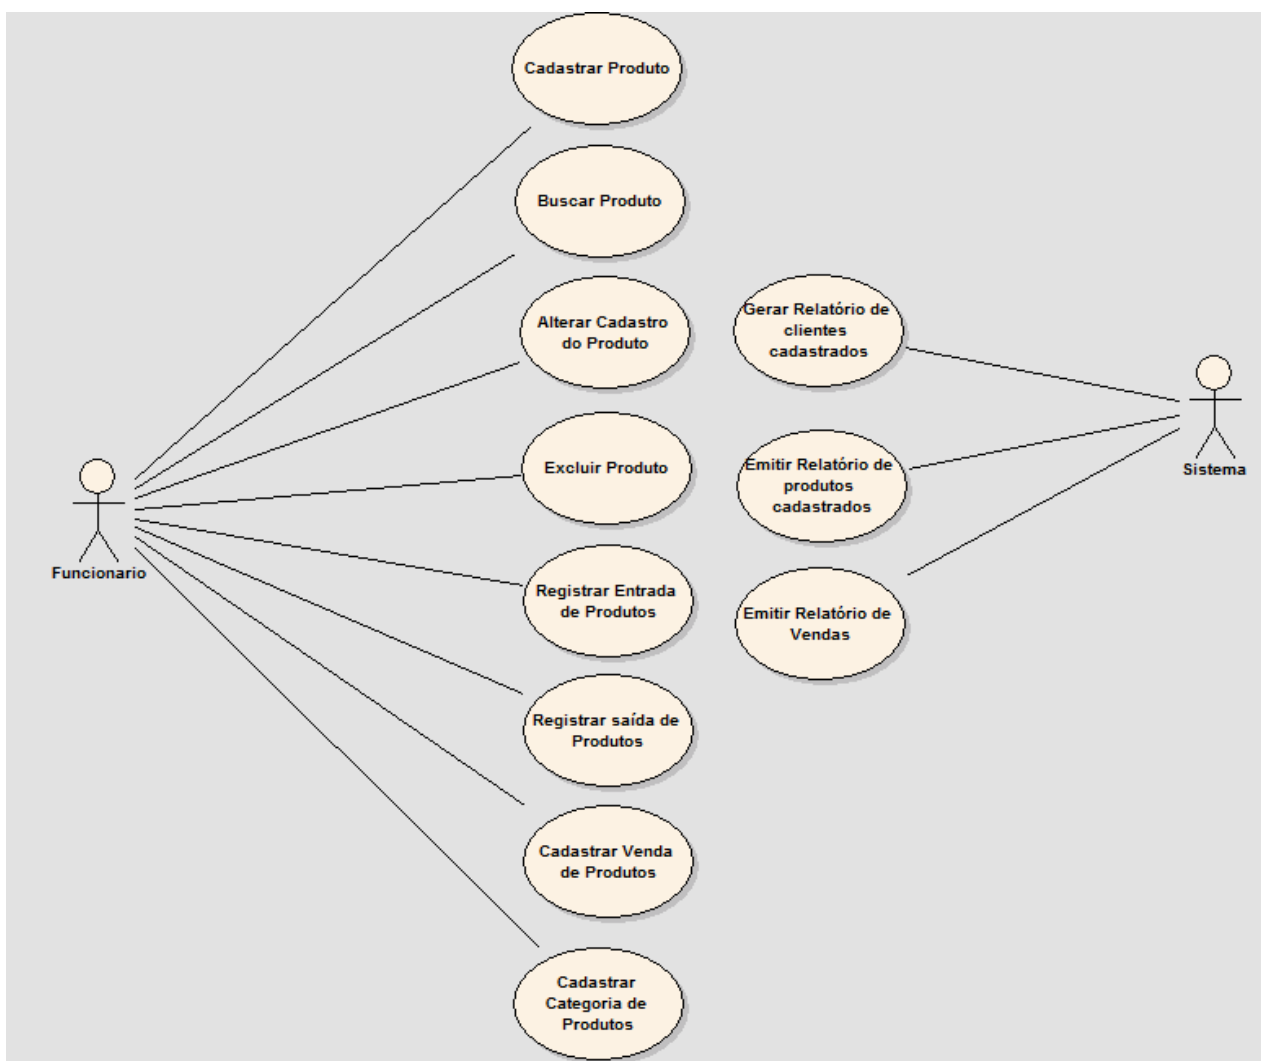 Cadastrar Produto
Buscar Produto
Alterar Cadastro
do Produto
Excluir Produto
Registrar Entrada
de Produtos
Registrar saída de
Produtos
Cadastrar Venda
de Produtos
Cadastrar
Categoria de
Produtos
Funcionario
Gerar Relatório de
clientes
cadastrados
Emitir Relatório de
produtos
cadastrados
Emitir Relatório de
Vendas
Sistema